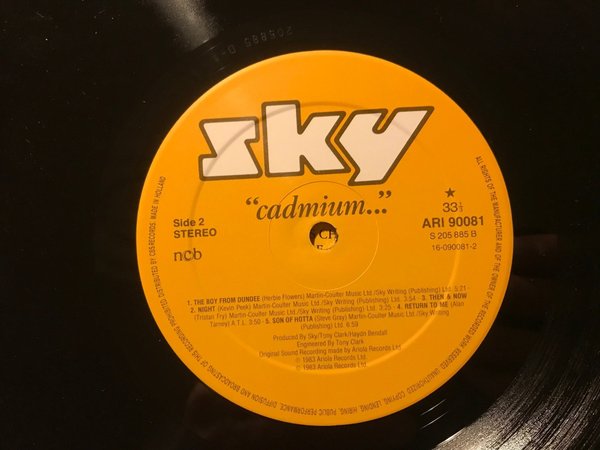 sky
"cadmium..."
Side 2
STEREO
ncb
★
33⅓
ARI 90081
S 205 885 B
16-090081-2
1. THE BOY FROM DUNDEE (Herbie Flowers) Martin-Coulter Music Ltd./Sky Writing (Publishing) Ltd. 5:21 -
2. NIGHT (Kevin Peek) Martin-Coulter Music Ltd./Sky Writing (Publishing) Ltd. 3:54 - 3. THEN & NOW
(Tristan Fry) Martin-Coulter Music Ltd./Sky Writing (Publishing) Ltd. - 4. RETURN TO ME (Alan
Tarney) A.T.L. 3:50 - 5. SON OF HOTTA (Steve Gray) Martin-Coulter Music Ltd./Sky Writing
(Publishing) Ltd. 6:59
Produced By Sky/Tony Clark/Haydn Bendall
Engineered By Tony Clark
Original Sound Recording made by Ariola Records Ltd.
℗ 1983 Ariola Records Ltd.
© 1983 Ariola Records Ltd.
ALL RIGHTS OF THE MANUFACTURER AND OF THE OWNER OF THE RECORDED WORK RESERVED. UNAUTHORIZED COPYING, LENDING, HIRING, PUBLIC PERFORMANCE, DIFFUSION AND BROADCASTING OF THIS RECORDING PROHIBITED. DISTRIBUTED BY CBS RECORDS. MADE IN HOLLAND